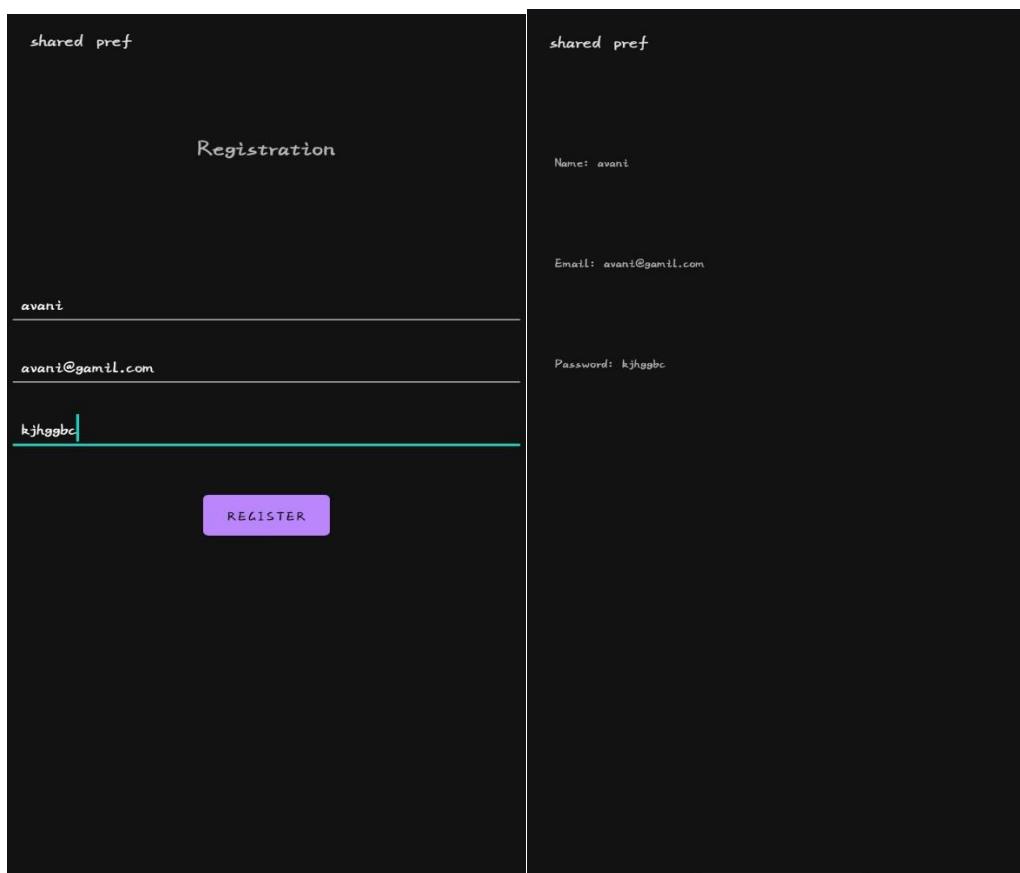 shared pref
Registration
avani
avani@gamil.com
kjhggbc
REGISTER
shared pref
Name: avani
Email: avani@gamil.com
Password: kjhggbc